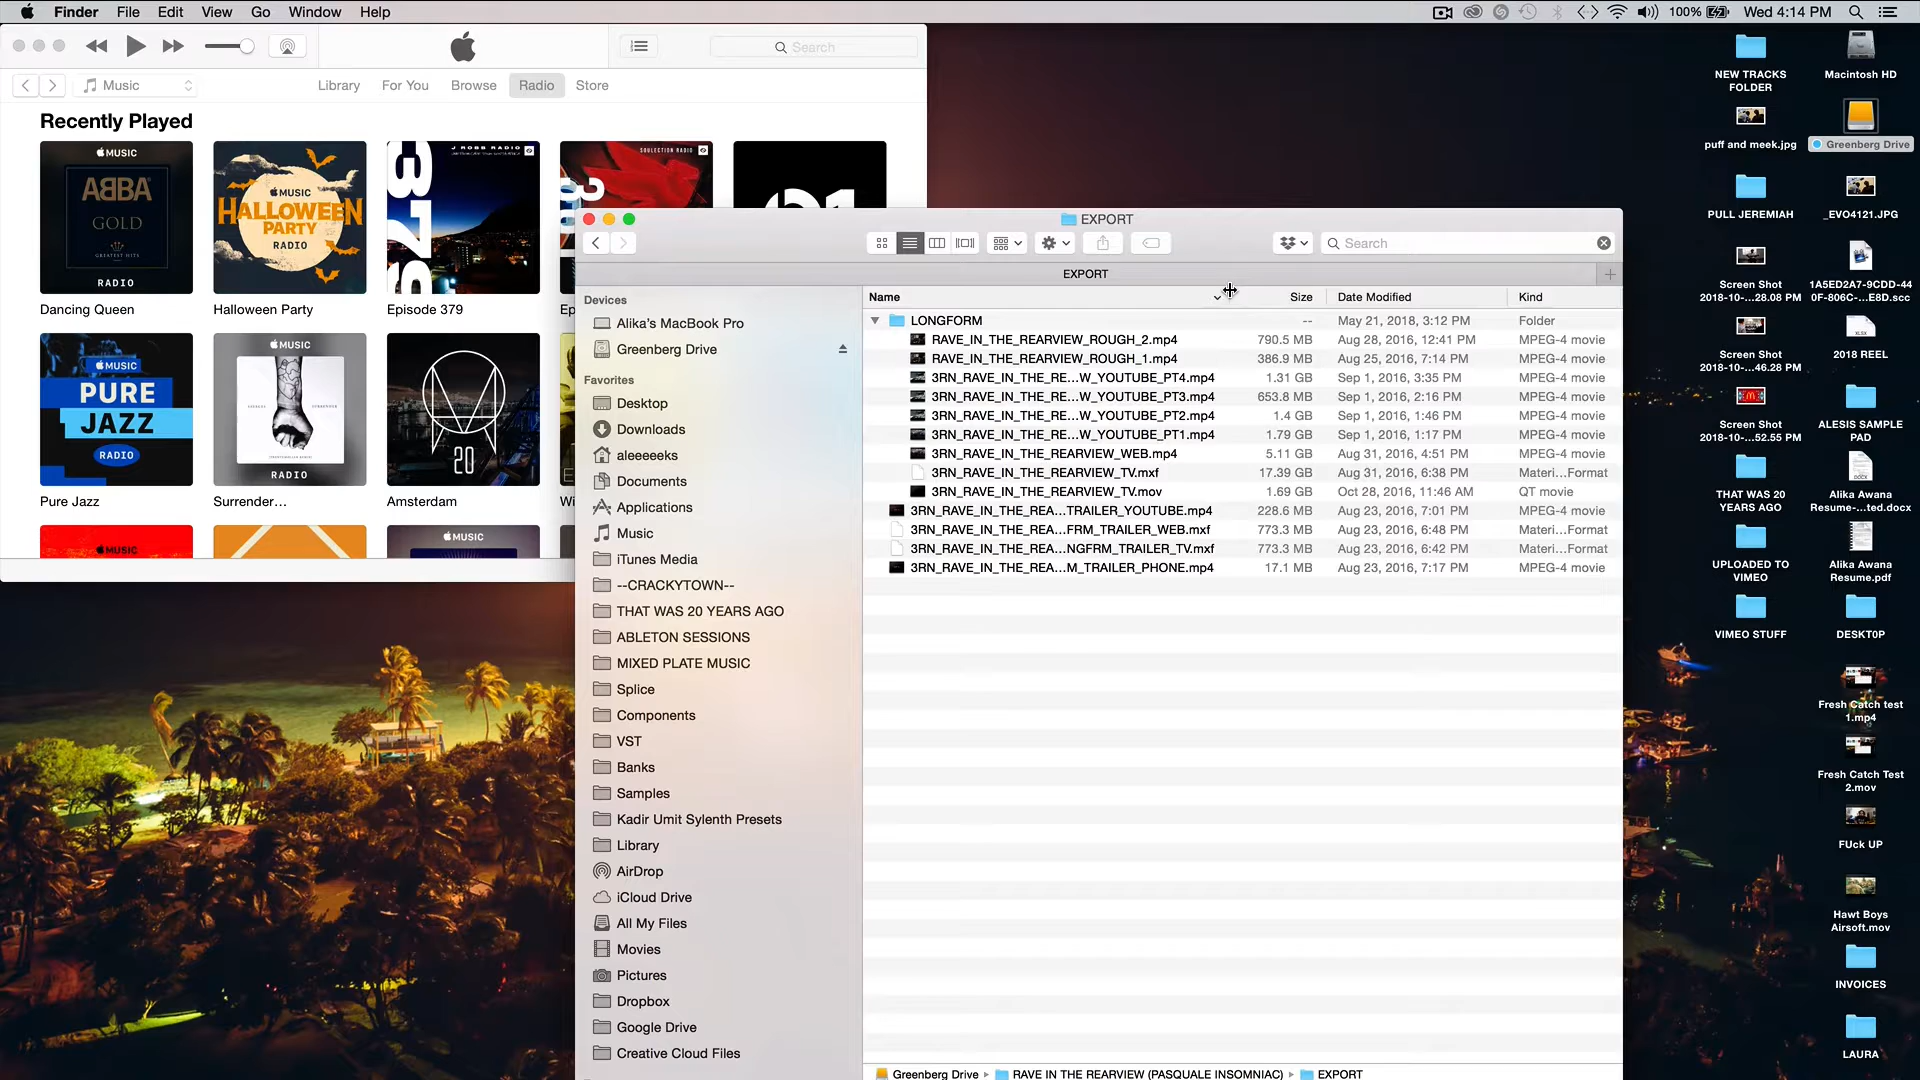 Finder File Edit View Go Window Help
100% Wed 4:14 PM
Search
Music
Library For You Browse Radio Store
Recently Played
MUSIC
ABBA
GOLD
GREATEST HITS
RADIO
Dancing Queen
MUSIC
HALLOWEEN
PARTY
RADIO
Halloween Party
J ROBB RADIO
379
Episode 379
SOULECTION RADIO
MUSIC
PURE
JAZZ
RADIO
Pure Jazz
RADIO
Surrender…
20
Amsterdam
MUSIC
MUSIC
EXPORT
Search
EXPORT
Devices
Alika's MacBook Pro
Greenberg Drive
Favorites
Desktop
Downloads
aleeeeeks
Documents
Applications
Music
iTunes Media
--CRACKYTOWN--
THAT WAS 20 YEARS AGO
ABLETON SESSIONS
MIXED PLATE MUSIC
Splice
Components
VST
Banks
Samples
Kadir Umit Sylenth Presets
Library
AirDrop
iCloud Drive
All My Files
Movies
Pictures
Dropbox
Google Drive
Creative Cloud Files
Name Size Date Modified Kind
LONGFORM -- May 21, 2018, 3:12 PM Folder
RAVE_IN_THE_REARVIEW_ROUGH_2.mp4 790.5 MB Aug 28, 2016, 12:41 PM MPEG-4 movie
RAVE_IN_THE_REARVIEW_ROUGH_1.mp4 386.9 MB Aug 25, 2016, 7:14 PM MPEG-4 movie
3RN_RAVE_IN_THE_RE...W_YOUTUBE_PT4.mp4 1.31 GB Sep 1, 2016, 3:35 PM MPEG-4 movie
3RN_RAVE_IN_THE_RE...W_YOUTUBE_PT3.mp4 653.8 MB Sep 1, 2016, 2:16 PM MPEG-4 movie
3RN_RAVE_IN_THE_RE...W_YOUTUBE_PT2.mp4 1.4 GB Sep 1, 2016, 1:46 PM MPEG-4 movie
3RN_RAVE_IN_THE_RE...W_YOUTUBE_PT1.mp4 1.79 GB Sep 1, 2016, 1:17 PM MPEG-4 movie
3RN_RAVE_IN_THE_REARVIEW_WEB.mp4 5.11 GB Aug 31, 2016, 4:51 PM MPEG-4 movie
3RN_RAVE_IN_THE_REARVIEW_TV.mxf 17.39 GB Aug 31, 2016, 6:38 PM Materi...Format
3RN_RAVE_IN_THE_REARVIEW_TV.mov 1.69 GB Oct 28, 2016, 11:46 AM QT movie
3RN_RAVE_IN_THE_REA...TRAILER_YOUTUBE.mp4 228.6 MB Aug 23, 2016, 7:01 PM MPEG-4 movie
3RN_RAVE_IN_THE_REA...FRM_TRAILER_WEB.mxf 773.3 MB Aug 23, 2016, 6:48 PM Materi...Format
3RN_RAVE_IN_THE_REA...NGFRM_TRAILER_TV.mxf 773.3 MB Aug 23, 2016, 6:42 PM Materi...Format
3RN_RAVE_IN_THE_REA...M_TRAILER_PHONE.mp4 17.1 MB Aug 23, 2016, 7:17 PM MPEG-4 movie
Greenberg Drive RAVE IN THE REARVIEW (PASQUALE INSOMNIAC) EXPORT
NEW TRACKS
FOLDER
Macintosh HD
puff and meek.jpg
Greenberg Drive
PULL JEREMIAH
_EVO4121.JPG
Screen Shot
2018-10-...28.08 PM
1A5ED2A7-9CDD-44
0F-806C-...E8D.scc
Screen Shot
2018-10-...46.28 PM
XLSX
2018 REEL
Screen Shot
2018-10-...52.55 PM
ALESIS SAMPLE
PAD
THAT WAS 20
YEARS AGO
DOCX
Alika Awana
Resume-...ted.docx
UPLOADED TO
VIMEO
Alika Awana
Resume.pdf
VIMEO STUFF
DESKT0P
Fresh Catch test
1.mp4
Fresh Catch Test
2.mov
FUck UP
Hawt Boys
Airsoft.mov
INVOICES
LAURA